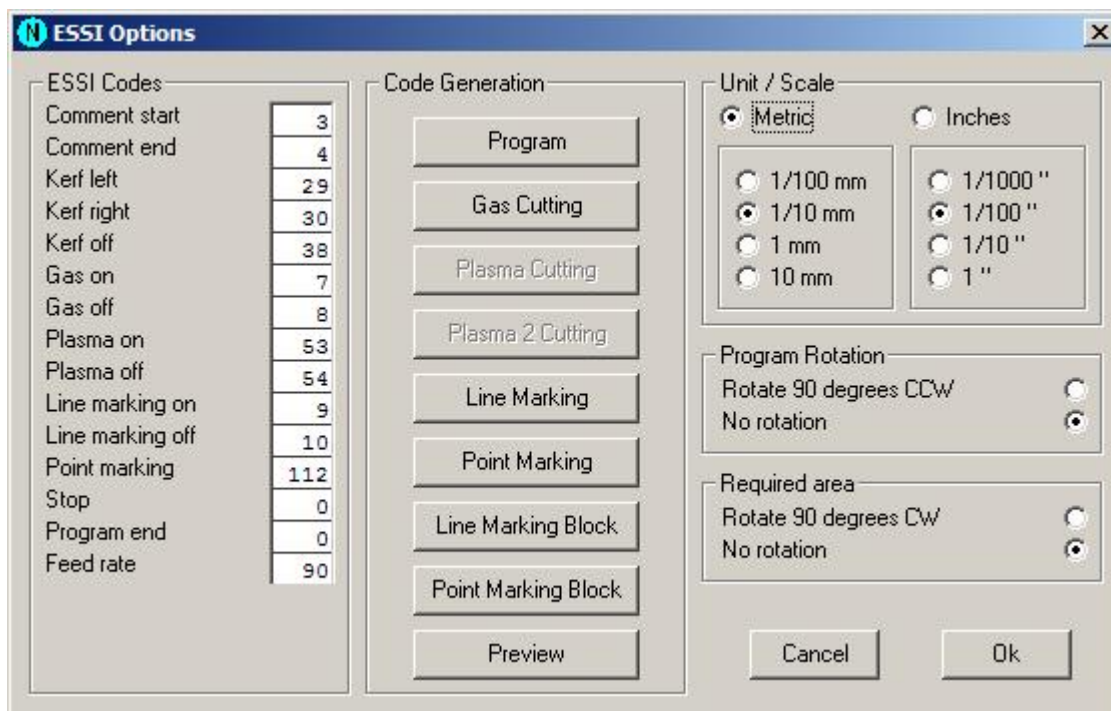 N ESSI Options
ESSI Codes
Comment start 3
Comment end 4
Kerf left 29
Kerf right 30
Kerf off 38
Gas on 7
Gas off 8
Plasma on 53
Plasma off 54
Line marking on 9
Line marking off 10
Point marking 112
Stop 0
Program end 0
Feed rate 90
Code Generation
Program
Gas Cutting
Plasma Cutting
Plasma 2 Cutting
Line Marking
Point Marking
Line Marking Block
Point Marking Block
Preview
Unit / Scale
Metric
Inches
1/100 mm
1/10 mm
1 mm
10 mm
1/1000 "
1/100 "
1/10 "
1 "
Program Rotation
Rotate 90 degrees CCW
No rotation
Required area
Rotate 90 degrees CW
No rotation
Cancel
Ok